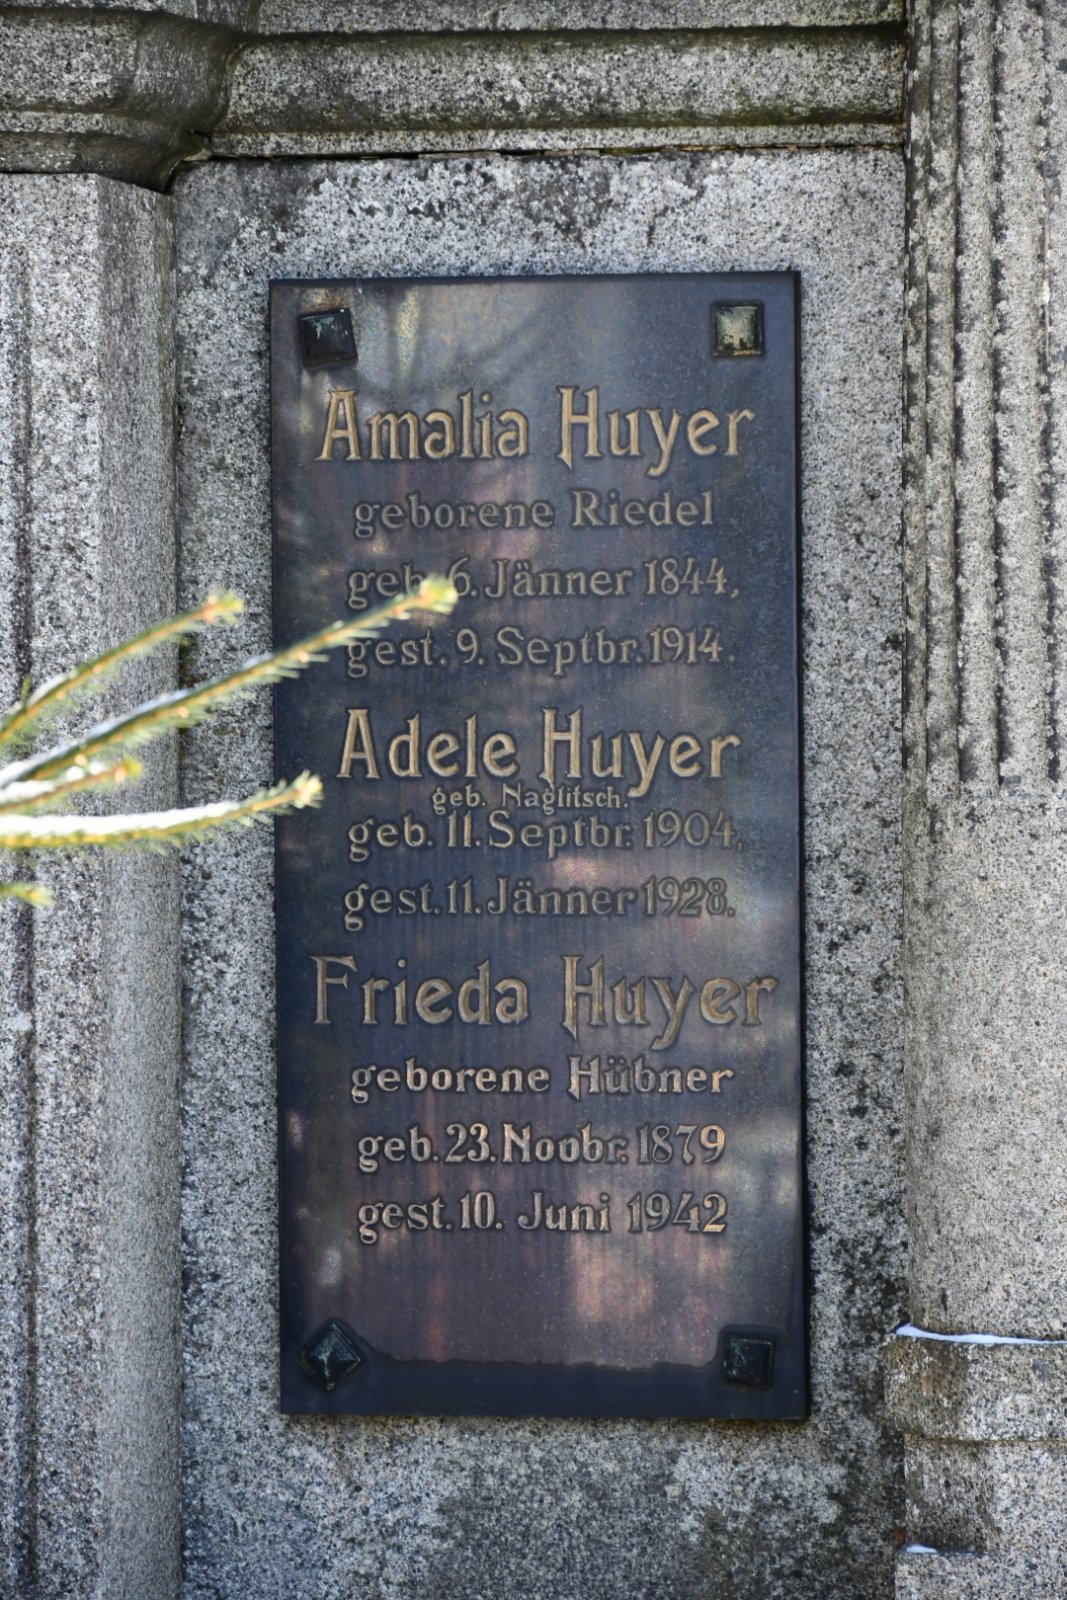 Amalia Huyer
geborene Riedel
geb. 6. Jänner 1844,
gest. 9. Septbr. 1914.
Adele Huyer
geb. Naglitsch.
geb. 11. Septbr. 1904,
gest. 11. Jänner 1928.
Frieda Huyer
geborene Hübner
geb. 23. Novbr. 1879
gest. 10. Juni 1942